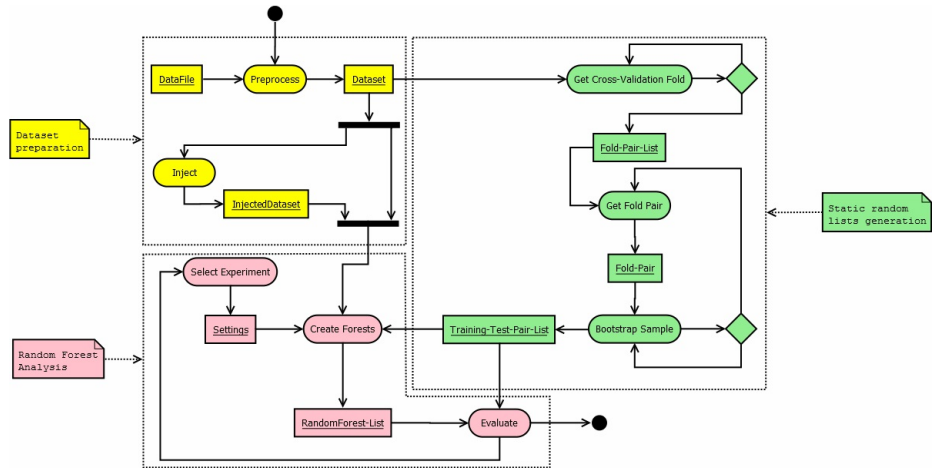 DataFile
Preprocess
Dataset
Get Cross-Validation Fold
Dataset
preparation
Fold-Pair-List
Inject
InjectedDataset
Get Fold Pair
Static random
lists generation
Select Experiment
Fold-Pair
Settings
Create Forests
Training-Test-Pair-List
Bootstrap Sample
Random Forest
Analysis
RandomForest-List
Evaluate